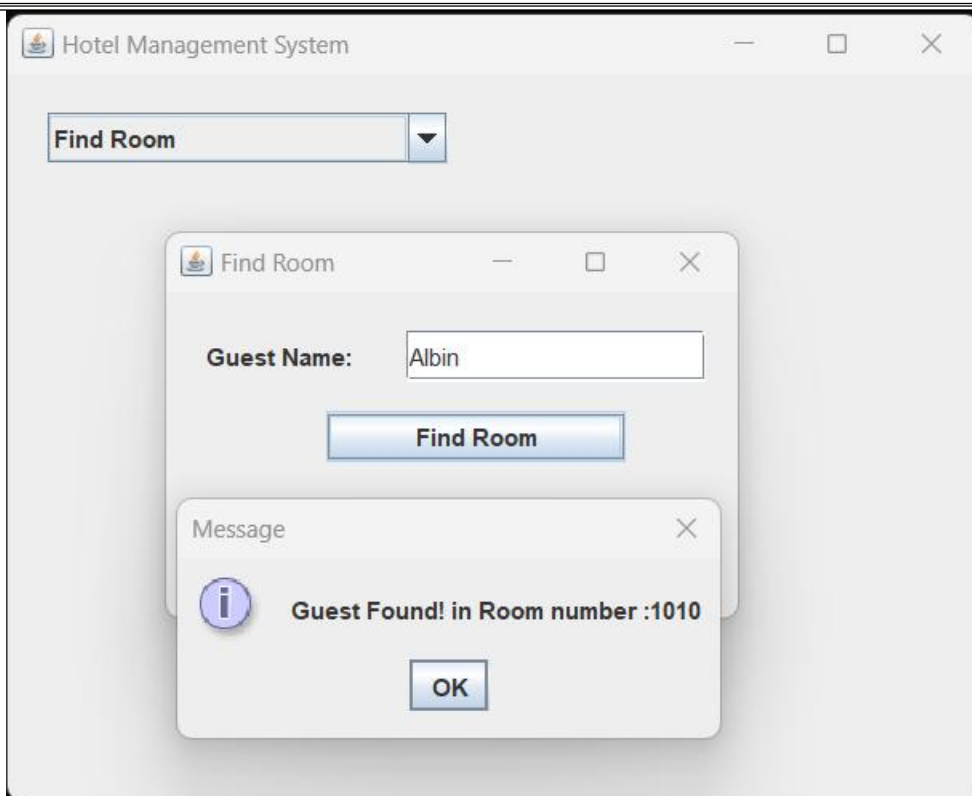 Hotel Management System
Find Room
Find Room
Guest Name: Albin
Find Room
Message
Guest Found! in Room number :1010
OK